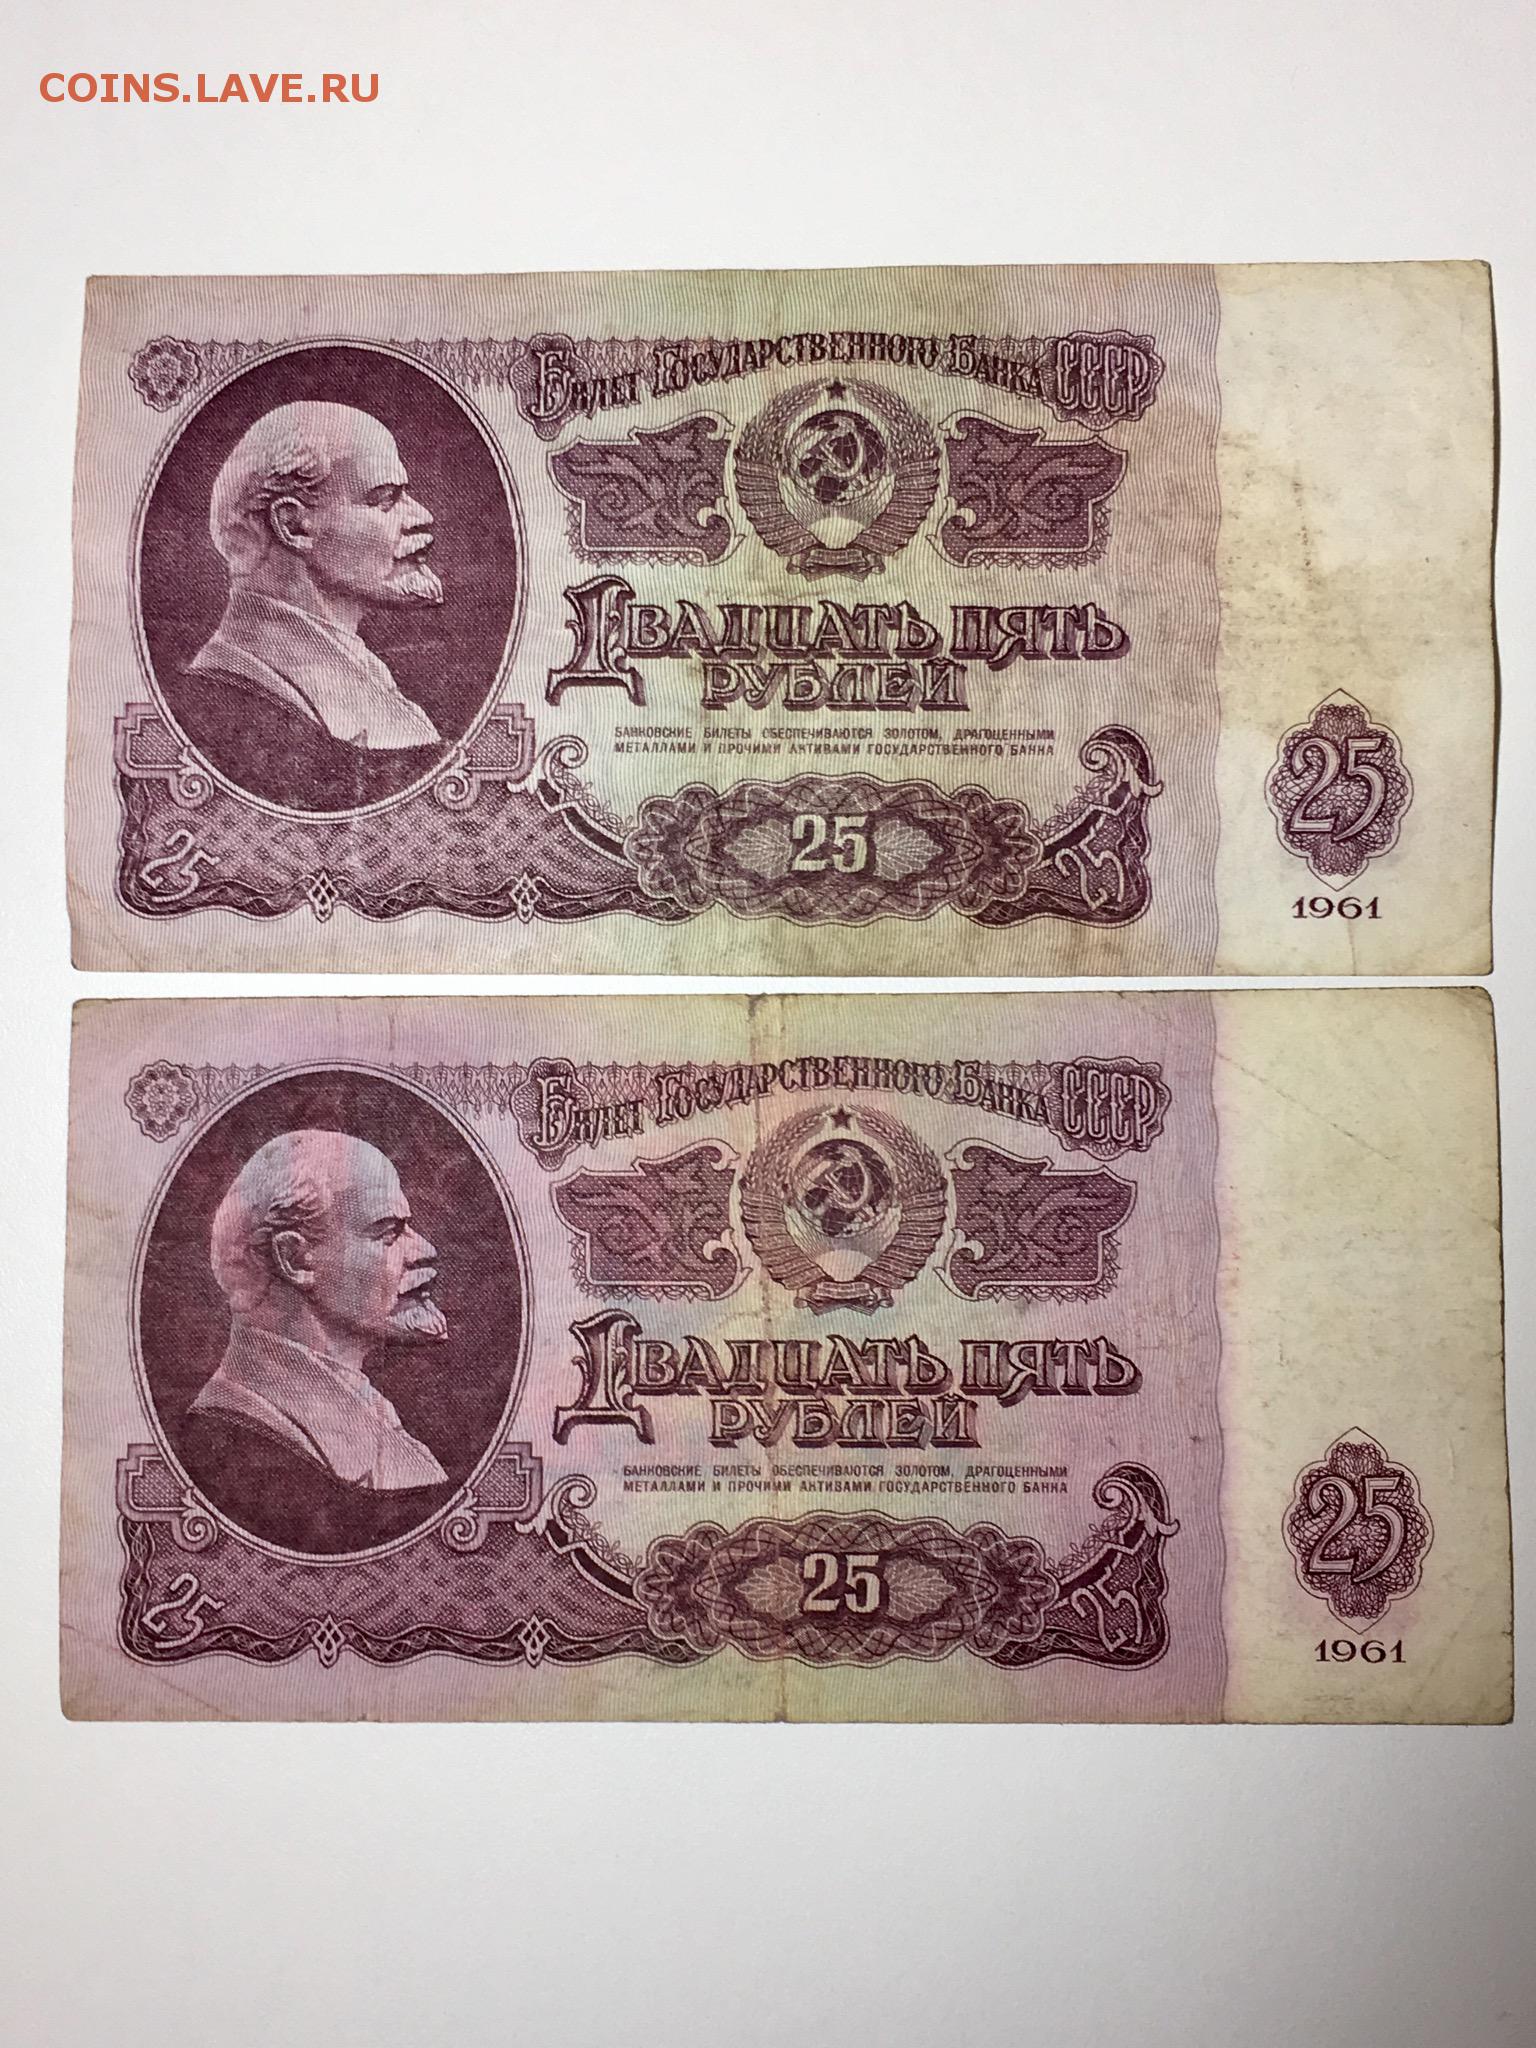 COINS.LAVE.RU
Билет Государственного Банка СССР
Двадцать пять
рублей
БАНКОВСКИЕ БИЛЕТЫ ОБЕСПЕЧИВАЮТСЯ ЗОЛОТОМ, ДРАГОЦЕННЫМИ
МЕТАЛЛАМИ И ПРОЧИМИ АКТИВАМИ ГОСУДАРСТВЕННОГО БАНКА
25
25 25 25
1961
Билет Государственного Банка СССР
Двадцать пять
рублей
БАНКОВСКИЕ БИЛЕТЫ ОБЕСПЕЧИВАЮТСЯ ЗОЛОТОМ, ДРАГОЦЕННЫМИ
МЕТАЛЛАМИ И ПРОЧИМИ АКТИВАМИ ГОСУДАРСТВЕННОГО БАНКА
25
25 25 25
1961